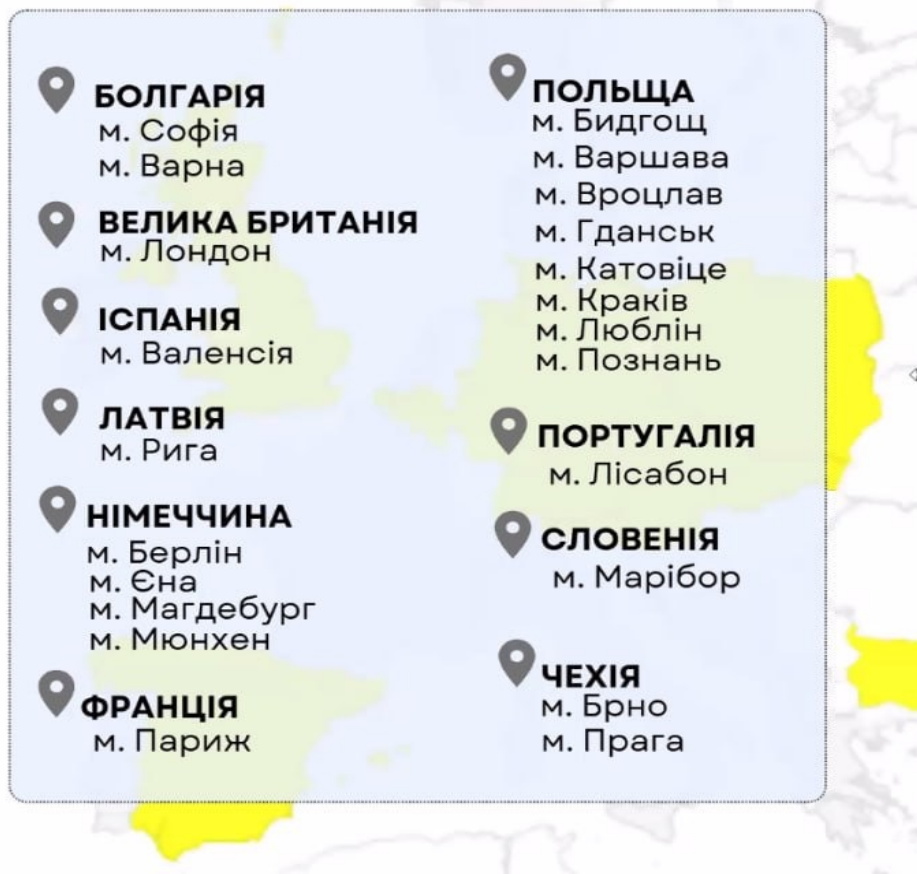 БОЛГАРІЯ
м. Софія
м. Варна
ВЕЛИКА БРИТАНІЯ
м. Лондон
ІСПАНІЯ
м. Валенсія
ЛАТВІЯ
м. Рига
НІМЕЧЧИНА
м. Берлін
м. Єна
м. Магдебург
м. Мюнхен
ФРАНЦІЯ
м. Париж
ПОЛЬЩА
м. Бидгощ
м. Варшава
м. Вроцлав
м. Гданськ
м. Катовіце
м. Краків
м. Люблін
м. Познань
ПОРТУГАЛІЯ
м. Лісабон
СЛОВЕНІЯ
м. Марібор
ЧЕХІЯ
м. Брно
м. Прага